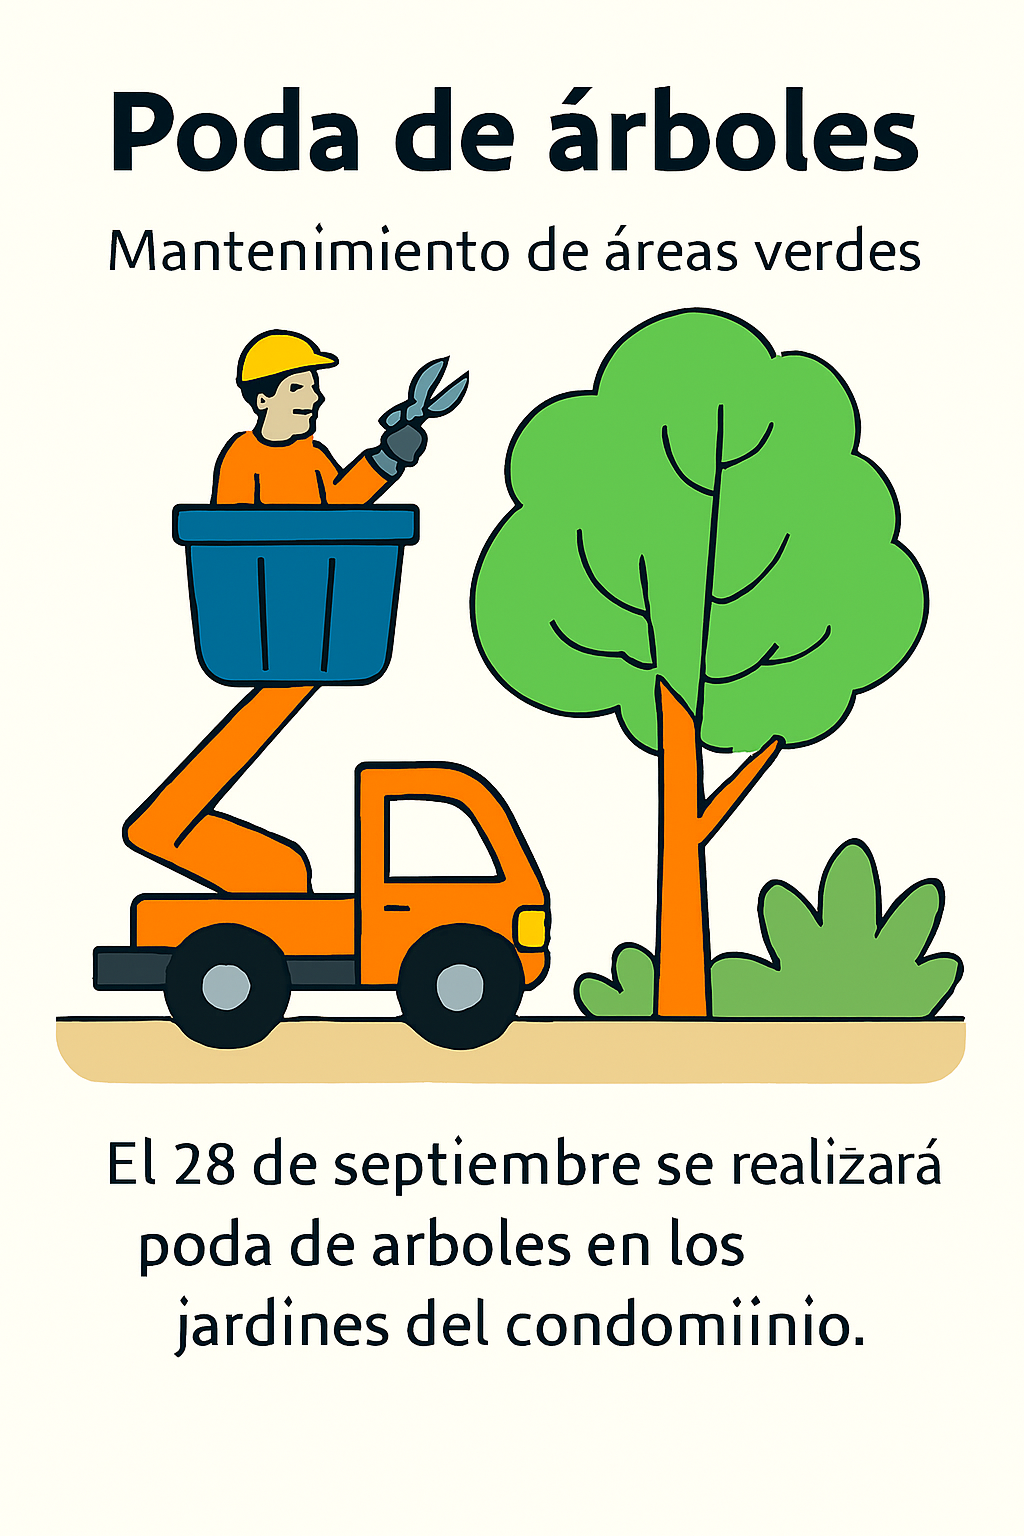 Poda de árboles
Mantenimiento de áreas verdes
El 28 de septiembre se realiżará
poda de arboles en los
jardines del condomiinio.